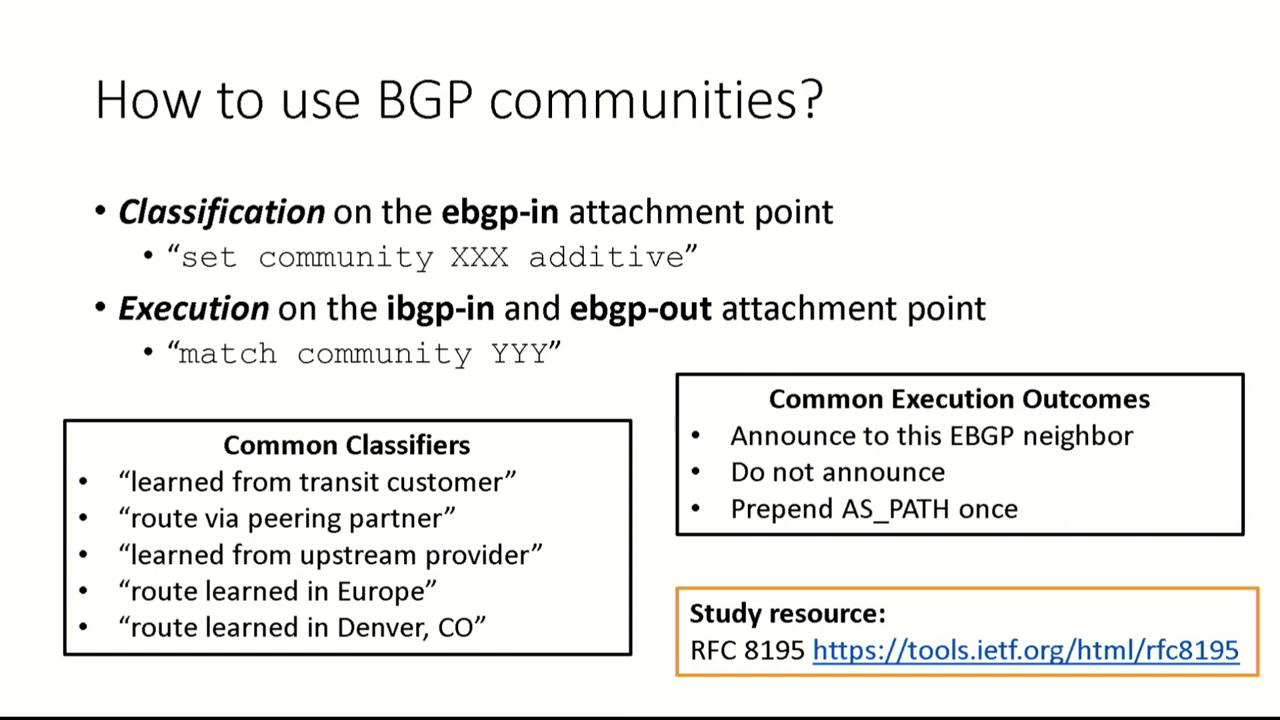 How to use BGP communities?
• Classification on the ebgp-in attachment point
• “set community XXX additive”
• Execution on the ibgp-in and ebgp-out attachment point
• “match community YYY”
Common Classifiers
• “learned from transit customer”
• “route via peering partner”
• “learned from upstream provider”
• “route learned in Europe”
• “route learned in Denver, CO”
Common Execution Outcomes
• Announce to this EBGP neighbor
• Do not announce
• Prepend AS_PATH once
Study resource:
RFC 8195 https://tools.ietf.org/html/rfc8195